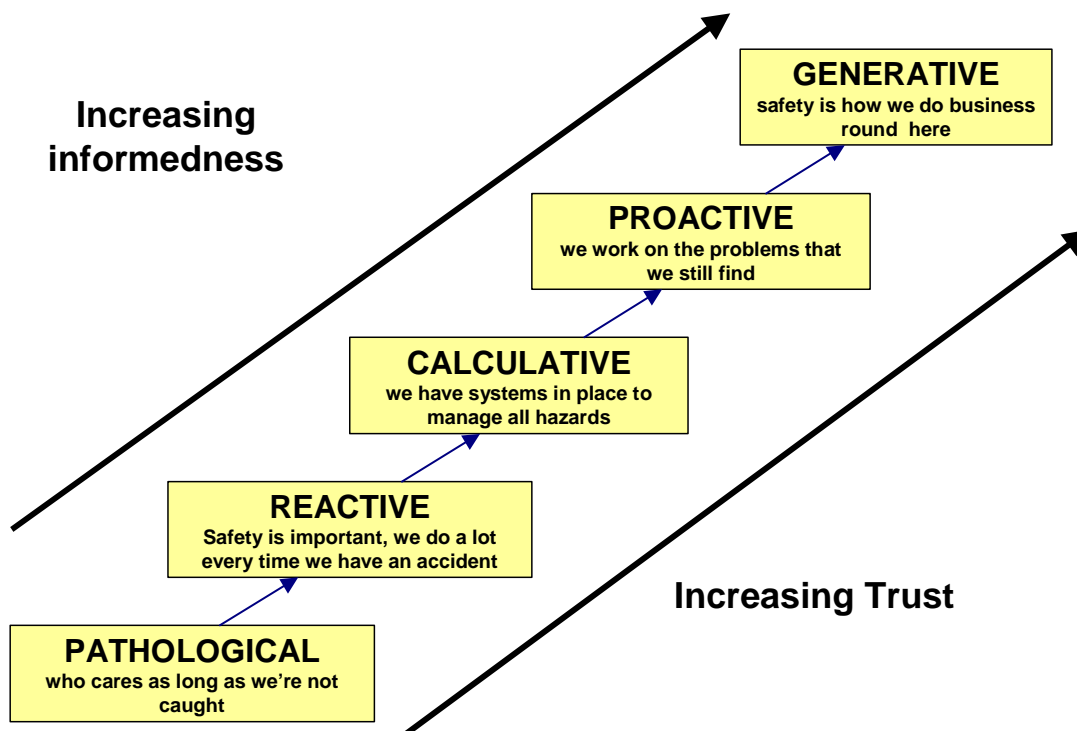 GENERATIVE
safety is how we do business
round here
Increasing
informedness
PROACTIVE
we work on the problems that
we still find
CALCULATIVE
we have systems in place to
manage all hazards
REACTIVE
Safety is important, we do a lot
every time we have an accident
Increasing Trust
PATHOLOGICAL
who cares as long as we’re not
caught